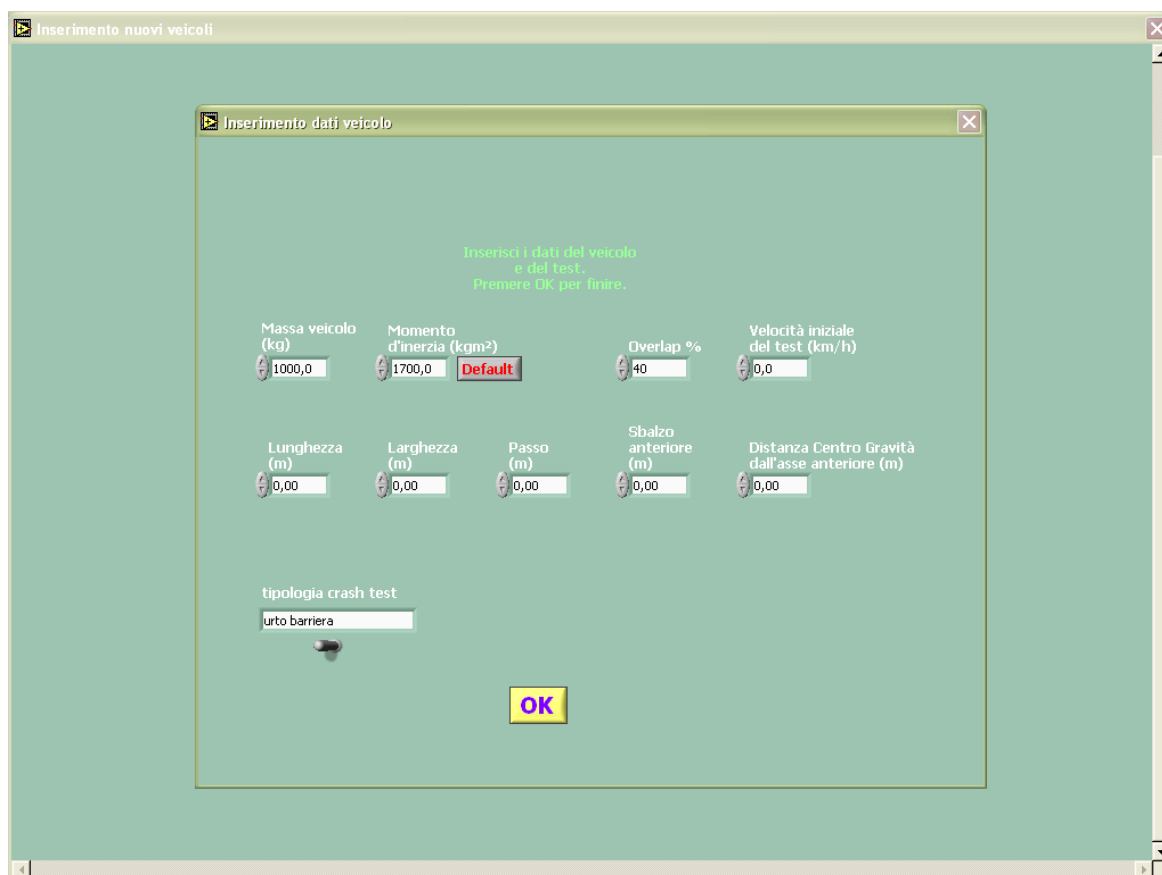 Inserimento nuovi veicoli
Inserimento dati veicolo
Inserisci i dati del veicolo
e del test.
Premere OK per finire.
Massa veicolo
(kg)
1000,0
Momento
d'inerzia (kgm²)
1700,0
Default
Overlap %
40
Velocità iniziale
del test (km/h)
0,0
Lunghezza
(m)
0,00
Larghezza
(m)
0,00
Passo
(m)
0,00
Sbalzo
anteriore
(m)
0,00
Distanza Centro Gravità
dall'asse anteriore (m)
0,00
tipologia crash test
urto barriera
OK